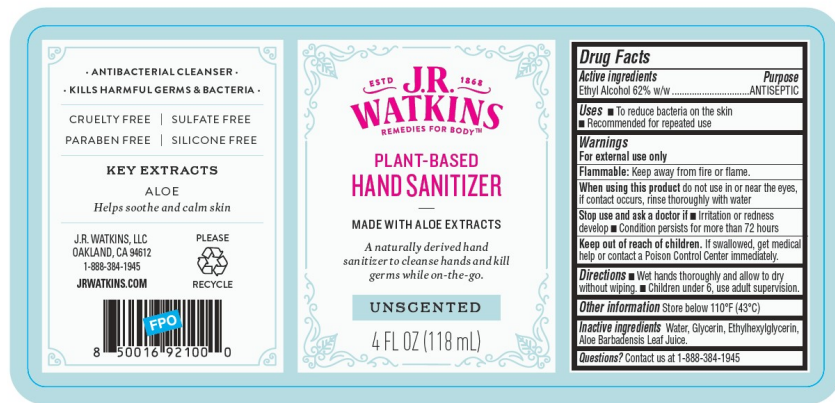 · ANTIBACTERIAL CLEANSER ·
· KILLS HARMFUL GERMS & BACTERIA ·
CRUELTY FREE | SULFATE FREE
PARABEN FREE | SILICONE FREE
KEY EXTRACTS
ALOE
Helps soothe and calm skin
J.R. WATKINS, LLC
OAKLAND, CA 94612
1-888-384-1945
JRWATKINS.COM
PLEASE
RECYCLE
FPO
8 50016 92100 0
ESTD 1868
J.R.
WATKINS
REMEDIES FOR BODY™
PLANT-BASED
HAND SANITIZER
MADE WITH ALOE EXTRACTS
A naturally derived hand
sanitizer to cleanse hands and kill
germs while on-the-go.
UNSCENTED
4 FL OZ (118 mL)
Drug Facts
Active ingredients Purpose
Ethyl Alcohol 62% w/w ..............................ANTISEPTIC
Uses ■ To reduce bacteria on the skin
■ Recommended for repeated use
Warnings
For external use only
Flammable: Keep away from fire or flame.
When using this product do not use in or near the eyes,
if contact occurs, rinse thoroughly with water
Stop use and ask a doctor if ■ Irritation or redness
develop ■ Condition persists for more than 72 hours
Keep out of reach of children. If swallowed, get medical
help or contact a Poison Control Center immediately.
Directions ■ Wet hands thoroughly and allow to dry
without wiping. ■ Children under 6, use adult supervision.
Other information Store below 110°F (43°C)
Inactive ingredients Water, Glycerin, Ethylhexylglycerin,
Aloe Barbadensis Leaf Juice.
Questions? Contact us at 1-888-384-1945